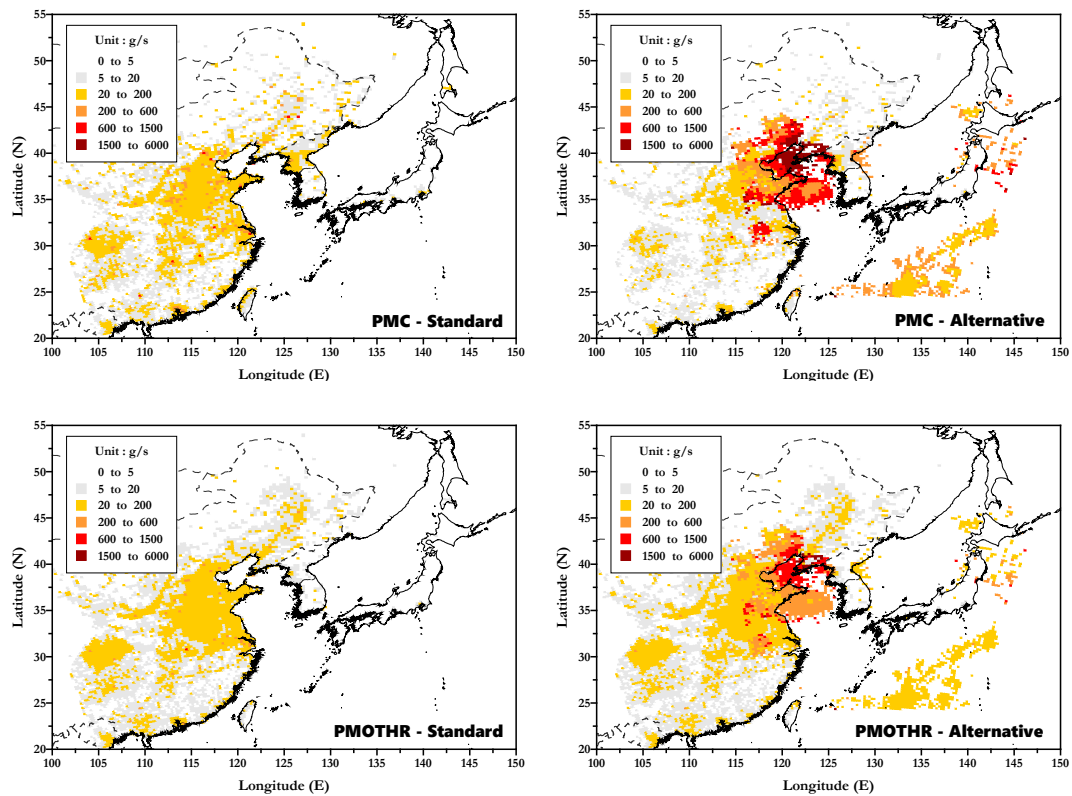 55
50
45
40
35
30
25
20
Latitude (N)
Unit : g/s
0 to 5
5 to 20
20 to 200
200 to 600
600 to 1500
1500 to 6000
PMC - Standard
100 105 110 115 120 125 130 135 140 145 150
Longitude (E)
55
50
45
40
35
30
25
20
Latitude (N)
Unit : g/s
0 to 5
5 to 20
20 to 200
200 to 600
600 to 1500
1500 to 6000
PMC - Alternative
100 105 110 115 120 125 130 135 140 145 150
Longitude (E)
55
50
45
40
35
30
25
20
Latitude (N)
Unit : g/s
0 to 5
5 to 20
20 to 200
200 to 600
600 to 1500
1500 to 6000
PMOTHR - Standard
100 105 110 115 120 125 130 135 140 145 150
Longitude (E)
55
50
45
40
35
30
25
20
Latitude (N)
Unit : g/s
0 to 5
5 to 20
20 to 200
200 to 600
600 to 1500
1500 to 6000
PMOTHR - Alternative
100 105 110 115 120 125 130 135 140 145 150
Longitude (E)